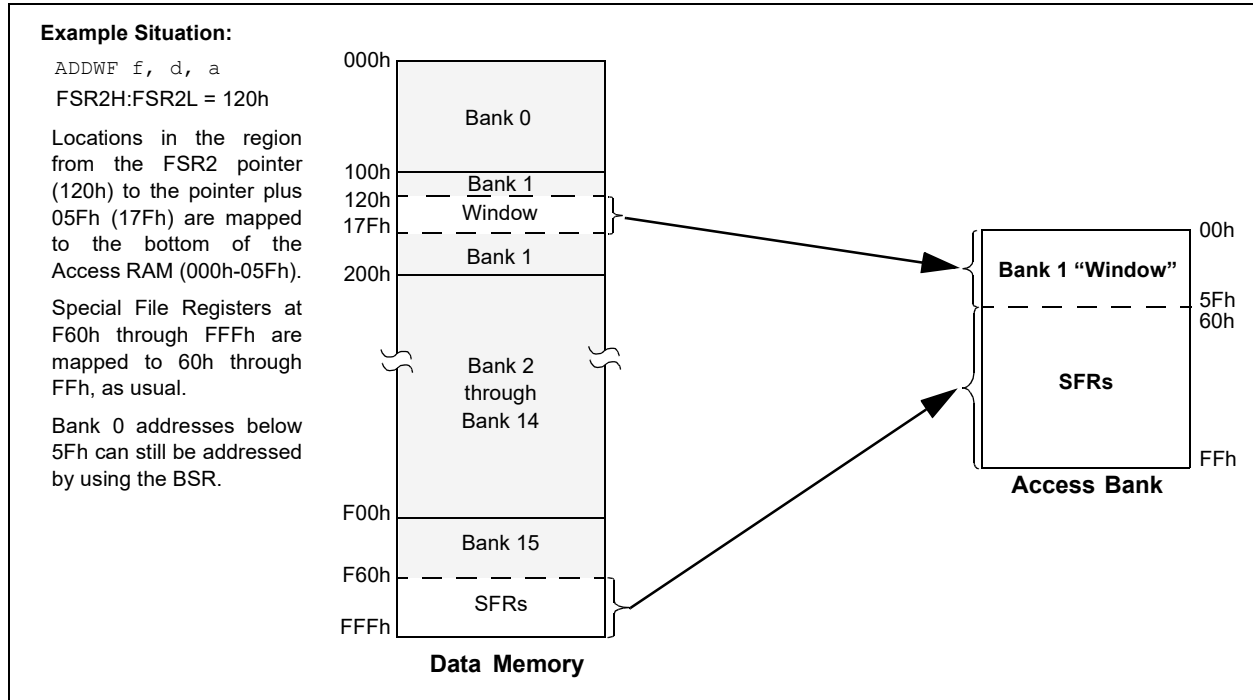 Example Situation:
ADDWF f, d, a
FSR2H:FSR2L = 120h
Locations in the region
from the FSR2 pointer
(120h) to the pointer plus
05Fh (17Fh) are mapped
to the bottom of the
Access RAM (000h-05Fh).
Special File Registers at
F60h through FFFh are
mapped to 60h through
FFh, as usual.
Bank 0 addresses below
5Fh can still be addressed
by using the BSR.
000h
Bank 0
100h
Bank 1
120h
Window
17Fh
Bank 1
200h
Bank 2
through
Bank 14
F00h
Bank 15
F60h
SFRs
FFFh
Data Memory
00h
Bank 1 “Window”
5Fh
60h
SFRs
FFh
Access Bank